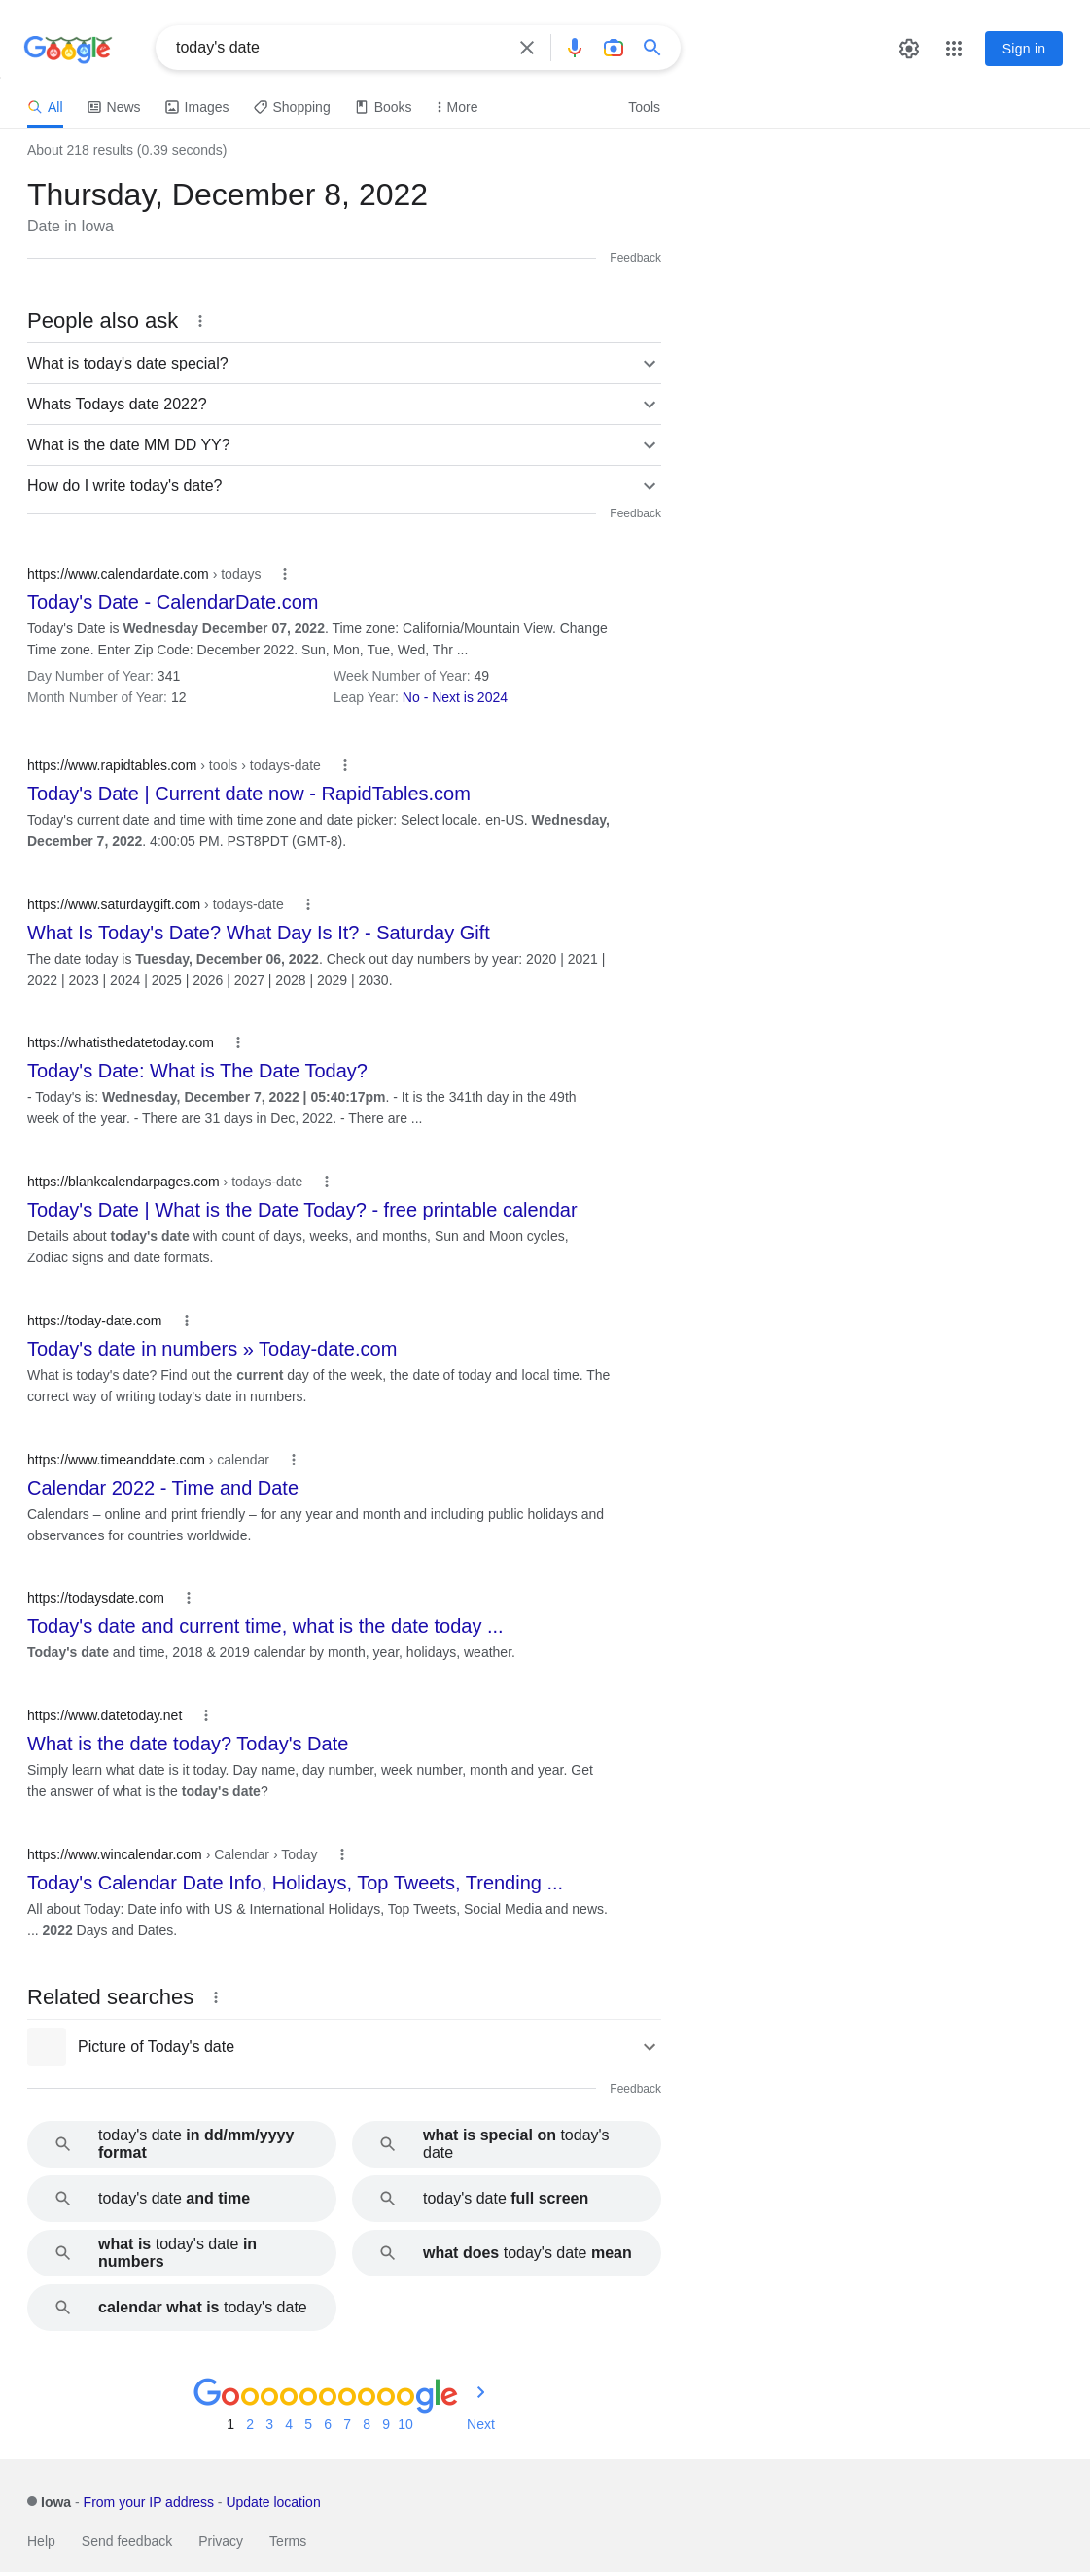 Google
today's date
Sign in
All
News
Images
Shopping
Books
More
Tools
About 218 results (0.39 seconds)
Thursday, December 8, 2022
Date in Iowa
Feedback
People also ask
What is today's date special?
Whats Todays date 2022?
What is the date MM DD YY?
How do I write today's date?
Feedback
https://www.calendardate.com › todays
Today's Date - CalendarDate.com
Today's Date is Wednesday December 07, 2022. Time zone: California/Mountain View. Change
Time zone. Enter Zip Code: December 2022. Sun, Mon, Tue, Wed, Thr ...
Day Number of Year: 341
Week Number of Year: 49
Month Number of Year: 12
Leap Year: No - Next is 2024
https://www.rapidtables.com › tools › todays-date
Today's Date | Current date now - RapidTables.com
Today's current date and time with time zone and date picker: Select locale. en-US. Wednesday,
December 7, 2022. 4:00:05 PM. PST8PDT (GMT-8).
https://www.saturdaygift.com › todays-date
What Is Today's Date? What Day Is It? - Saturday Gift
The date today is Tuesday, December 06, 2022. Check out day numbers by year: 2020 | 2021 |
2022 | 2023 | 2024 | 2025 | 2026 | 2027 | 2028 | 2029 | 2030.
https://whatisthedatetoday.com
Today's Date: What is The Date Today?
- Today's is: Wednesday, December 7, 2022 | 05:40:17pm. - It is the 341th day in the 49th
week of the year. - There are 31 days in Dec, 2022. - There are ...
https://blankcalendarpages.com › todays-date
Today's Date | What is the Date Today? - free printable calendar
Details about today's date with count of days, weeks, and months, Sun and Moon cycles,
Zodiac signs and date formats.
https://today-date.com
Today's date in numbers » Today-date.com
What is today's date? Find out the current day of the week, the date of today and local time. The
correct way of writing today's date in numbers.
https://www.timeanddate.com › calendar
Calendar 2022 - Time and Date
Calendars – online and print friendly – for any year and month and including public holidays and
observances for countries worldwide.
https://todaysdate.com
Today's date and current time, what is the date today ...
Today's date and time, 2018 & 2019 calendar by month, year, holidays, weather.
https://www.datetoday.net
What is the date today? Today's Date
Simply learn what date is it today. Day name, day number, week number, month and year. Get
the answer of what is the today's date?
https://www.wincalendar.com › Calendar › Today
Today's Calendar Date Info, Holidays, Top Tweets, Trending ...
All about Today: Date info with US & International Holidays, Top Tweets, Social Media and news.
... 2022 Days and Dates.
Related searches
Picture of Today's date
Feedback
today's date in dd/mm/yyyy
format
what is special on today's
date
today's date and time
today's date full screen
what is today's date in
numbers
what does today's date mean
calendar what is today's date
Goooooooooogle
1 2 3 4 5 6 7 8 9 10 Next
Iowa - From your IP address - Update location
Help Send feedback Privacy Terms